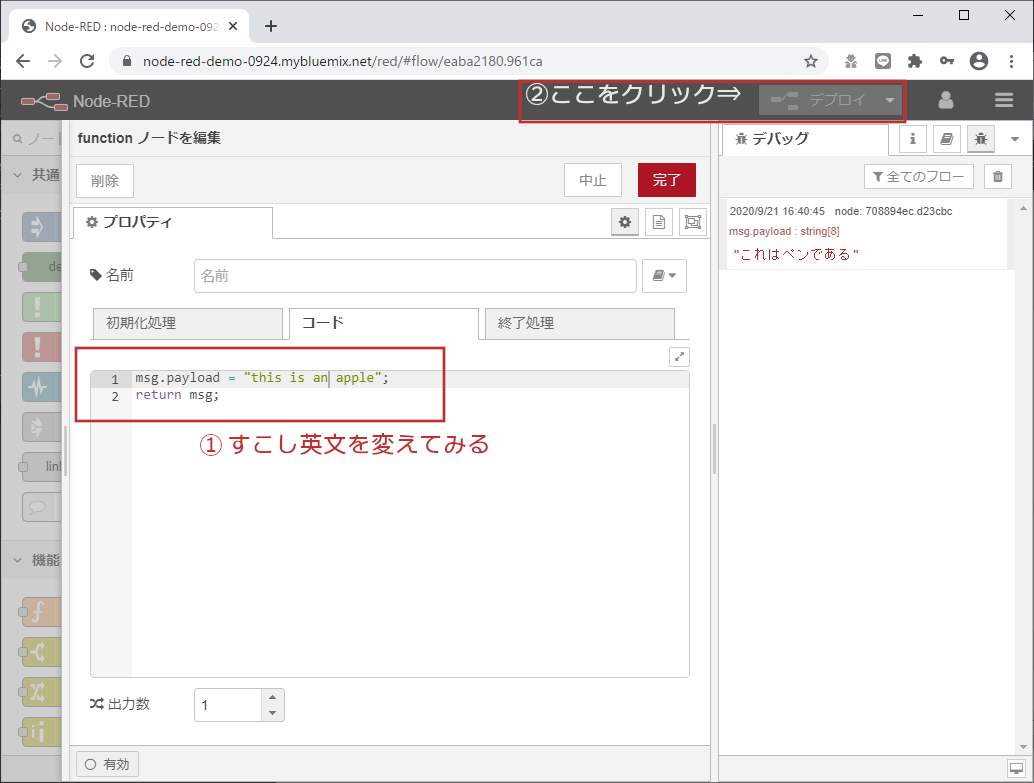 Node-RED : node-red-demo-092
node-red-demo-0924.mybluemix.net/red/#flow/eaba2180.961ca
Node-RED
②ここをクリック⇒
デプロイ
ノー
共通
de
link
機能
function ノードを編集
削除
中止
完了
プロパティ
名前
名前
初期化処理
コード
終了処理
1 msg.payload = "this is an apple";
2 return msg;
① すこし英文を変えてみる
出力数
1
有効
デバッグ
全てのフロー
2020/9/21 16:40:45 node: 708894ec.d23cbc
msg.payload : string[8]
"これはペンである"